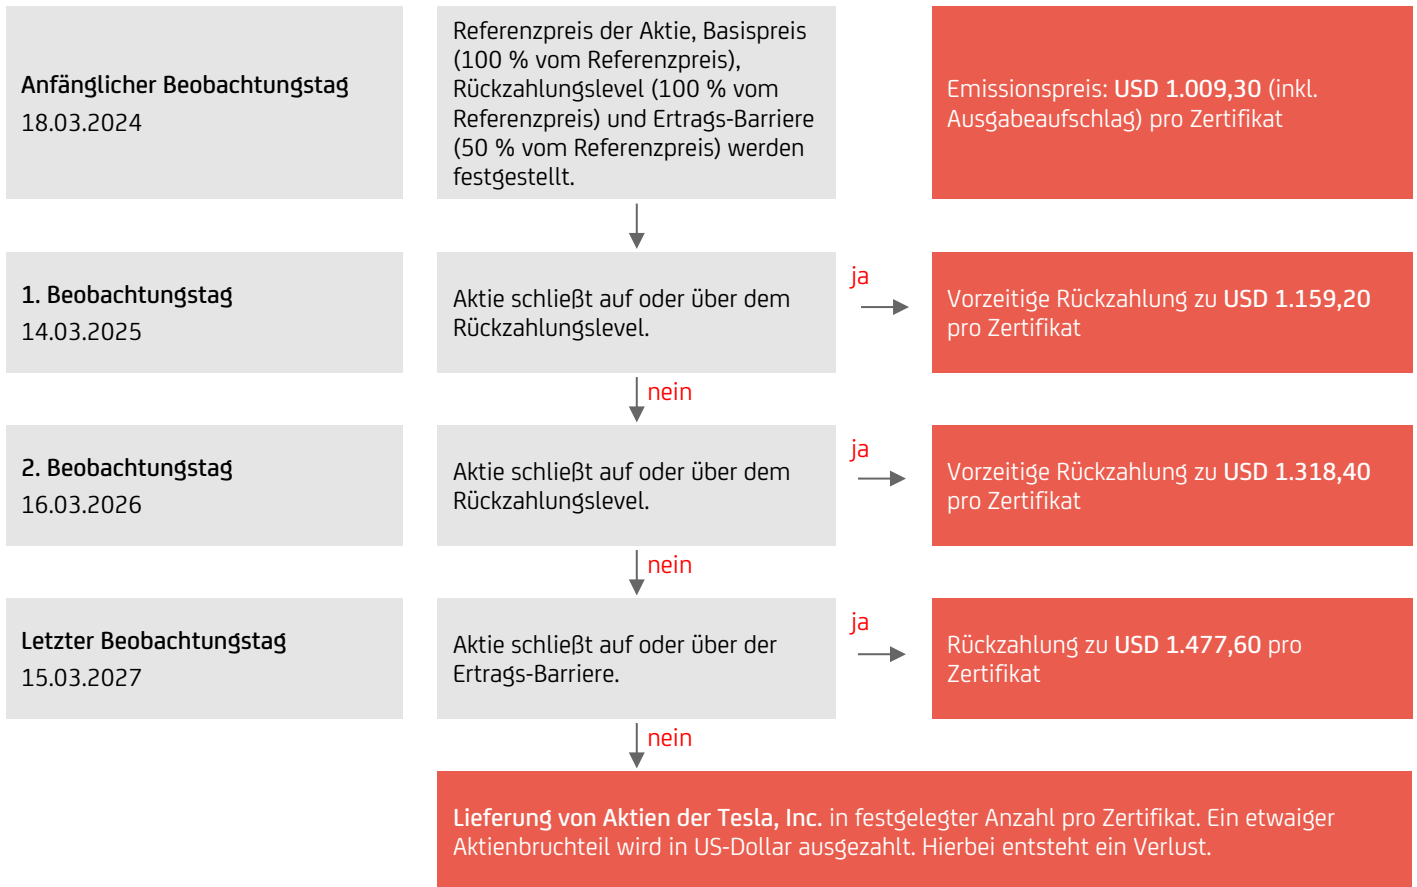 Anfänglicher Beobachtungstag
18.03.2024
Referenzpreis der Aktie, Basispreis
(100 % vom Referenzpreis),
Rückzahlungslevel (100 % vom
Referenzpreis) und Ertrags-Barriere
(50 % vom Referenzpreis) werden
festgestellt.
Emissionspreis: USD 1.009,30 (inkl.
Ausgabeaufschlag) pro Zertifikat
1. Beobachtungstag
14.03.2025
Aktie schließt auf oder über dem
Rückzahlungslevel.
ja
Vorzeitige Rückzahlung zu USD 1.159,20
pro Zertifikat
nein
2. Beobachtungstag
16.03.2026
Aktie schließt auf oder über dem
Rückzahlungslevel.
ja
Vorzeitige Rückzahlung zu USD 1.318,40
pro Zertifikat
nein
Letzter Beobachtungstag
15.03.2027
Aktie schließt auf oder über der
Ertrags-Barriere.
ja
Rückzahlung zu USD 1.477,60 pro
Zertifikat
nein
Lieferung von Aktien der Tesla, Inc. in festgelegter Anzahl pro Zertifikat. Ein etwaiger
Aktienbruchteil wird in US-Dollar ausgezahlt. Hierbei entsteht ein Verlust.